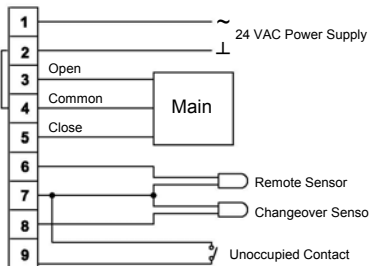 1
~
24 VAC Power Supply
2
⊥
3
Open
4
Common
Main
5
Close
6
Remote Sensor
7
Changeover Senso
8
9
Unoccupied Contact